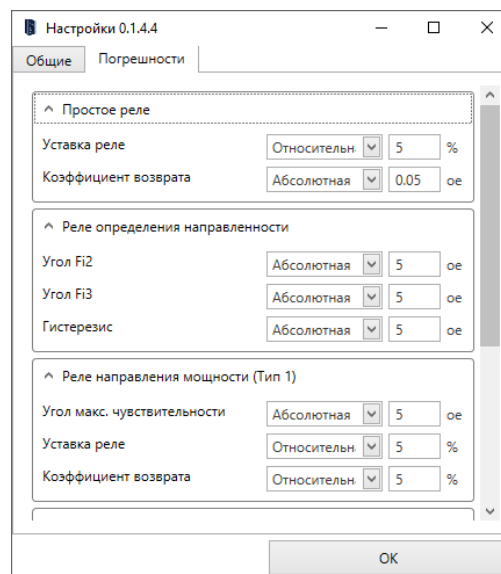 Настройки 0.1.4.4
Общие Погрешности
Простое реле
Уставка реле Относительн 5 %
Коэффициент возврата Абсолютная 0.05 ое
Реле определения направленности
Угол Fi2 Абсолютная 5 ое
Угол Fi3 Абсолютная 5 ое
Гистерезис Абсолютная 5 ое
Реле направления мощности (Тип 1)
Угол макс. чувствительности Абсолютная 5 ое
Уставка реле Относительн 5 %
Коэффициент возврата Относительн 5 %
ОК